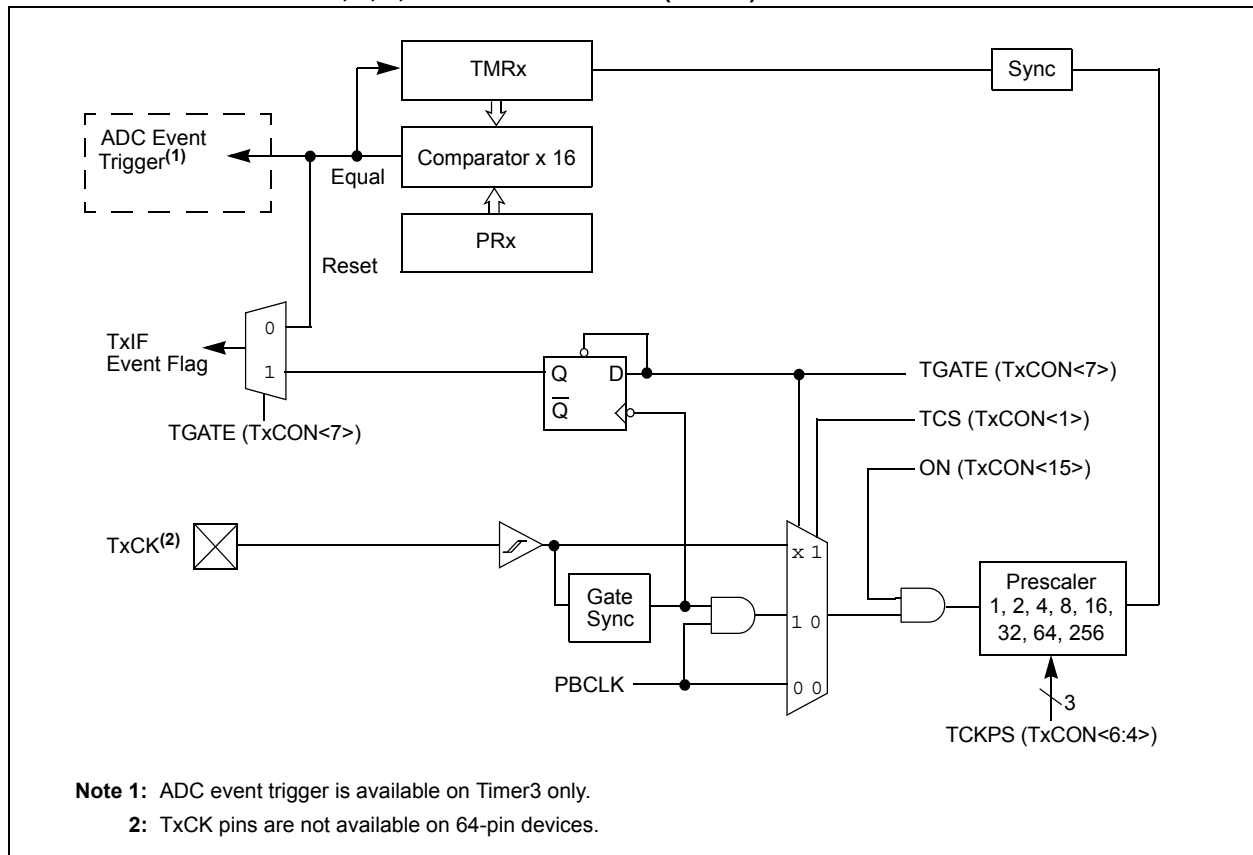 TMRx
Sync
ADC Event
Trigger(1)
Comparator x 16
Equal
PRx
Reset
0
TxIF
Event Flag
1
Q D
Q̅
TGATE (TxCON<7>)
TCS (TxCON<1>)
TGATE (TxCON<7>)
ON (TxCON<15>)
TxCK(2)
x 1
Gate
Sync
1 0
Prescaler
1, 2, 4, 8, 16,
32, 64, 256
PBCLK
0 0
3
TCKPS (TxCON<6:4>)
Note 1: ADC event trigger is available on Timer3 only.
2: TxCK pins are not available on 64-pin devices.